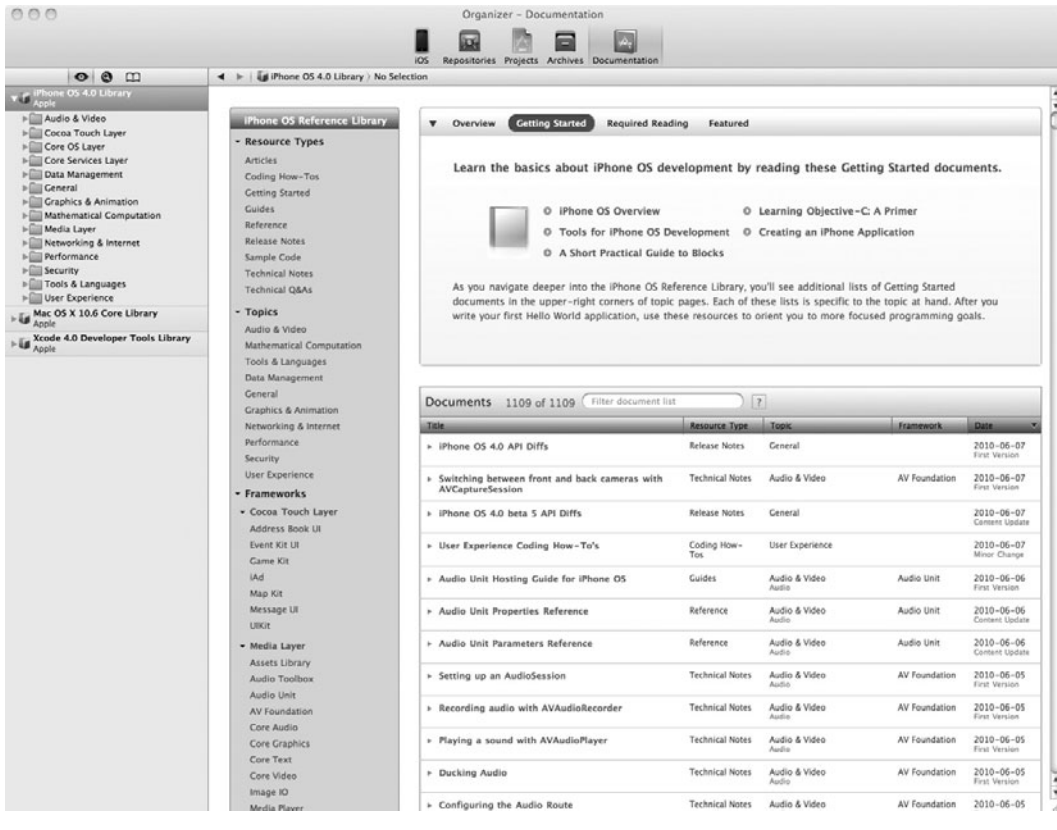 Organizer – Documentation
iOS Repositories Projects Archives Documentation
iPhone OS 4.0 Library No Selection
iPhone OS 4.0 Library
Apple
Audio & Video
Cocoa Touch Layer
Core OS Layer
Core Services Layer
Data Management
General
Graphics & Animation
Mathematical Computation
Media Layer
Networking & Internet
Performance
Security
Tools & Languages
User Experience
Mac OS X 10.6 Core Library
Apple
Xcode 4.0 Developer Tools Library
Apple
iPhone OS Reference Library
Resource Types
Articles
Coding How-Tos
Getting Started
Guides
Reference
Release Notes
Sample Code
Technical Notes
Technical Q&As
Topics
Audio & Video
Mathematical Computation
Tools & Languages
Data Management
General
Graphics & Animation
Networking & Internet
Performance
Security
User Experience
Frameworks
Cocoa Touch Layer
Address Book UI
Event Kit UI
Game Kit
iAd
Map Kit
Message UI
UIKit
Media Layer
Assets Library
Audio Toolbox
Audio Unit
AV Foundation
Core Audio
Core Graphics
Core Text
Core Video
Image IO
Media Player
Overview Getting Started Required Reading Featured
Learn the basics about iPhone OS development by reading these Getting Started documents.
iPhone OS Overview Learning Objective-C: A Primer
Tools for iPhone OS Development Creating an iPhone Application
A Short Practical Guide to Blocks
As you navigate deeper into the iPhone OS Reference Library, you'll see additional lists of Getting Started
documents in the upper-right corners of topic pages. Each of these lists is specific to the topic at hand. After you
write your first Hello World application, use these resources to orient you to more focused programming goals.
Documents 1109 of 1109 Filter document list ?
Title Resource Type Topic Framework Date
iPhone OS 4.0 API Diffs Release Notes General 2010-06-07
First Version
Switching between front and back cameras with Technical Notes Audio & Video AV Foundation 2010-06-07
AVCaptureSession First Version
iPhone OS 4.0 beta 5 API Diffs Release Notes General 2010-06-07
Content Update
User Experience Coding How-To's Coding How- User Experience 2010-06-07
Tos Minor Change
Audio Unit Hosting Guide for iPhone OS Guides Audio & Video Audio Unit 2010-06-06
Audio First Version
Audio Unit Properties Reference Reference Audio & Video Audio Unit 2010-06-06
Audio Content Update
Audio Unit Parameters Reference Reference Audio & Video Audio Unit 2010-06-06
Audio Content Update
Setting up an AudioSession Technical Notes Audio & Video AV Foundation 2010-06-05
Audio First Version
Recording audio with AVAudioRecorder Technical Notes Audio & Video AV Foundation 2010-06-05
Audio First Version
Playing a sound with AVAudioPlayer Technical Notes Audio & Video AV Foundation 2010-06-05
Audio First Version
Ducking Audio Technical Notes Audio & Video AV Foundation 2010-06-05
Audio First Version
Configuring the Audio Route Technical Notes Audio & Video AV Foundation 2010-06-05